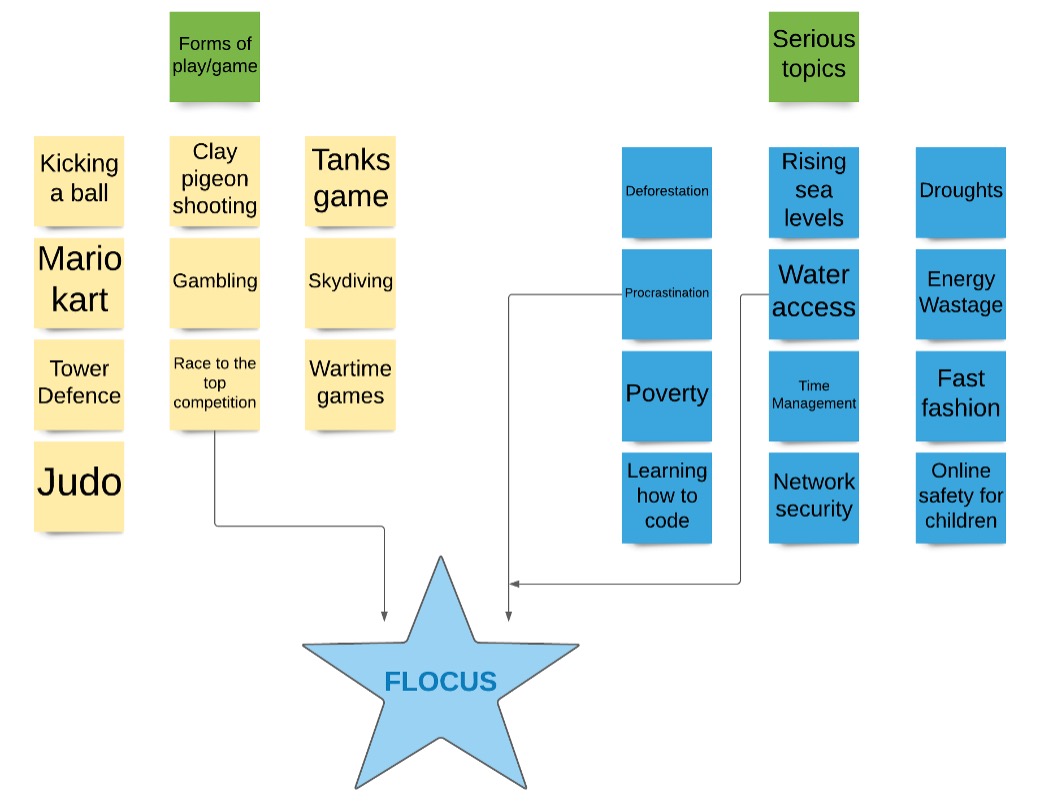 Forms of
play/game
Serious
topics
Kicking
a ball
Clay
pigeon
shooting
Tanks
game
Mario
kart
Gambling
Skydiving
Tower
Defence
Race to the
top
competition
Wartime
games
Judo
Deforestation
Rising
sea
levels
Droughts
Procrastination
Water
access
Energy
Wastage
Poverty
Time
Management
Fast
fashion
Learning
how to
code
Network
security
Online
safety for
children
FLOCUS